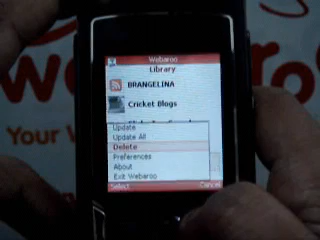 Webaroo
Library
BRANGELINA
Cricket Blogs
Update
Update All
Delete
Preferences
About
Exit Webaroo
Select
Cancel
Your W